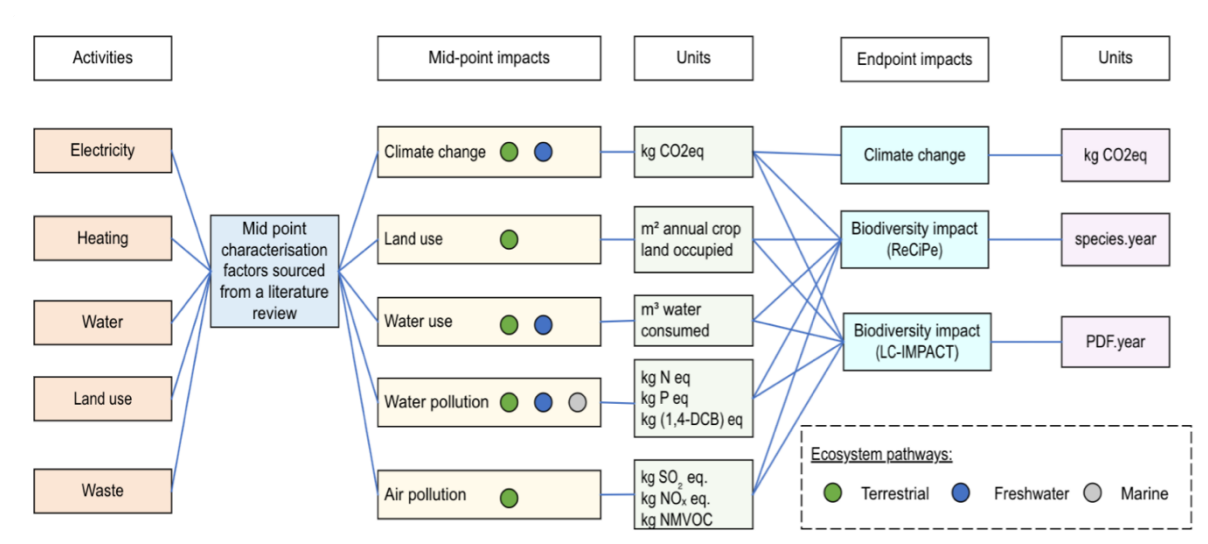 Activities
Mid-point impacts
Units
Endpoint impacts
Units
Electricity
Heating
Water
Land use
Waste
Mid point
characterisation
factors sourced
from a literature
review
Climate change
Land use
Water use
Water pollution
Air pollution
kg CO2eq
m² annual crop
land occupied
m³ water
consumed
kg N eq
kg P eq
kg (1,4-DCB) eq
kg SO₂ eq.
kg NOₓ eq.
kg NMVOC
Climate change
Biodiversity impact
(ReCiPe)
Biodiversity impact
(LC-IMPACT)
kg CO2eq
species.year
PDF.year
Ecosystem pathways:
Terrestrial
Freshwater
Marine